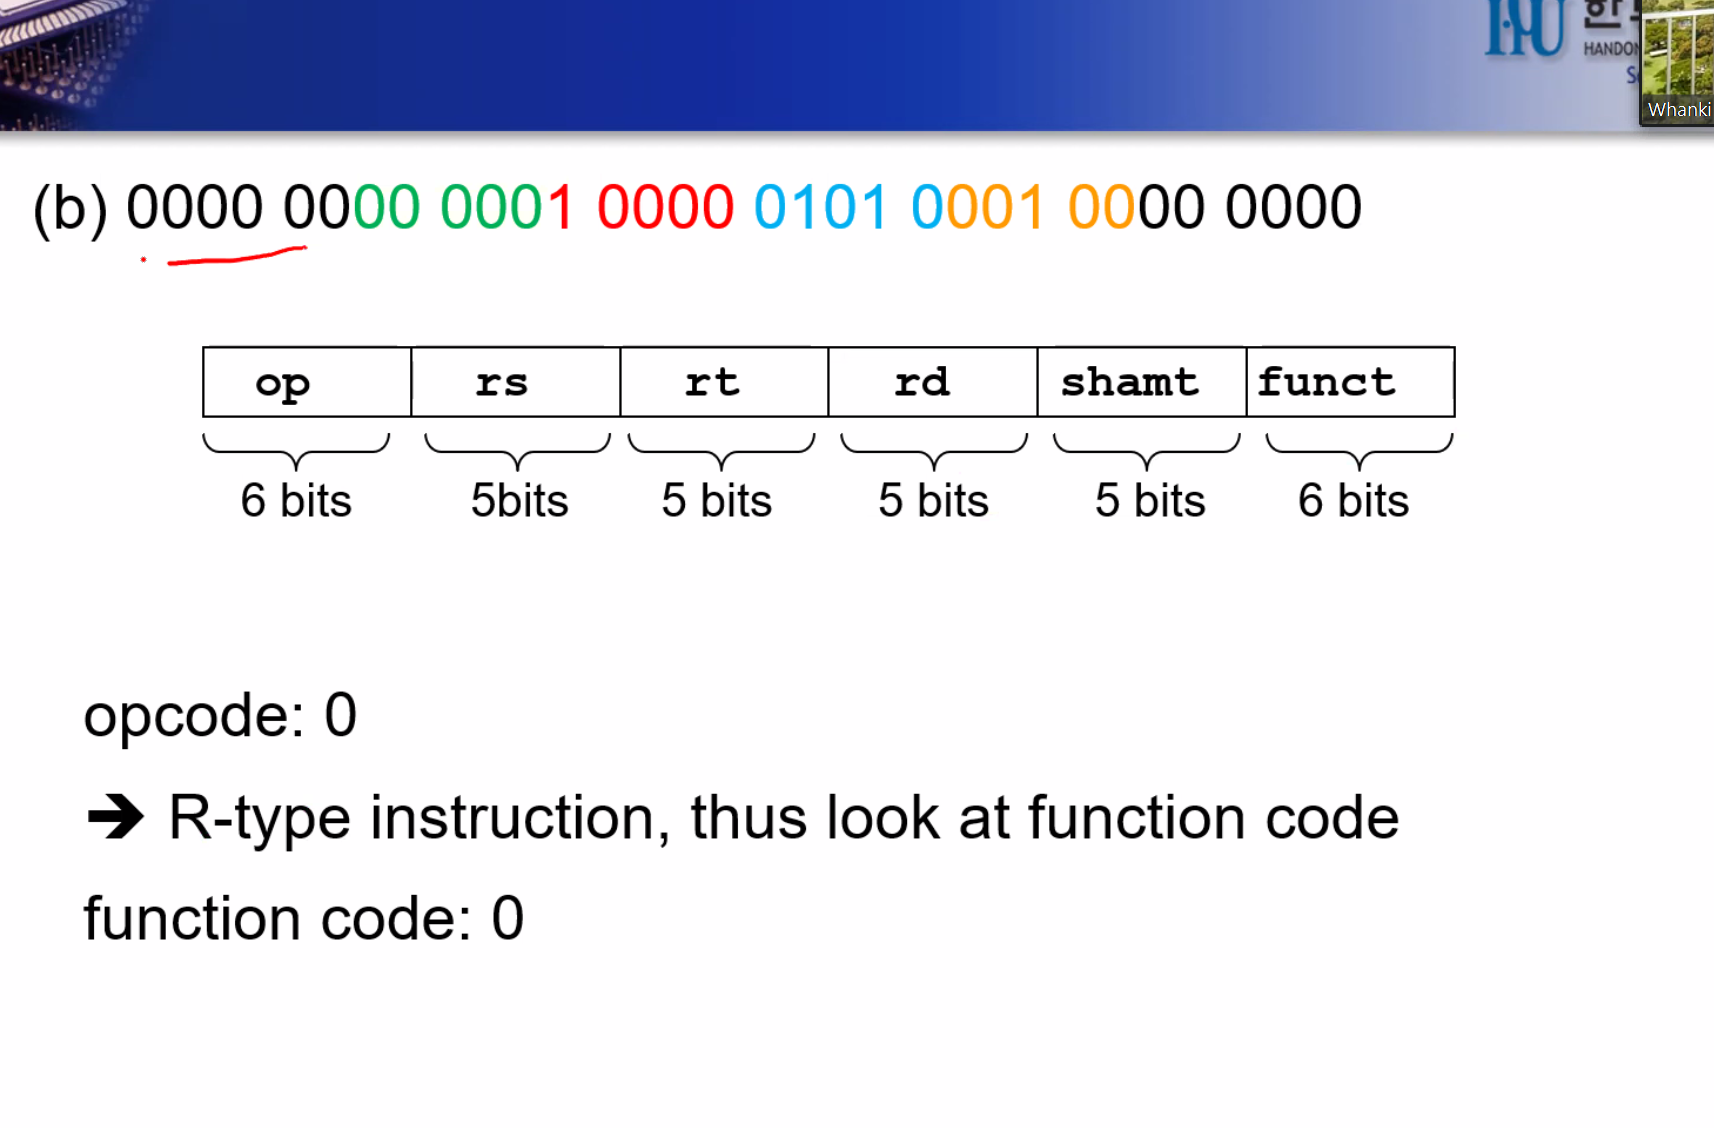 HANDON
Whanki
(b) 0000 0000 0001 0000 0101 0001 0000 0000
op rs rt rd shamt funct
6 bits 5bits 5 bits 5 bits 5 bits 6 bits
opcode: 0
➔ R-type instruction, thus look at function code
function code: 0